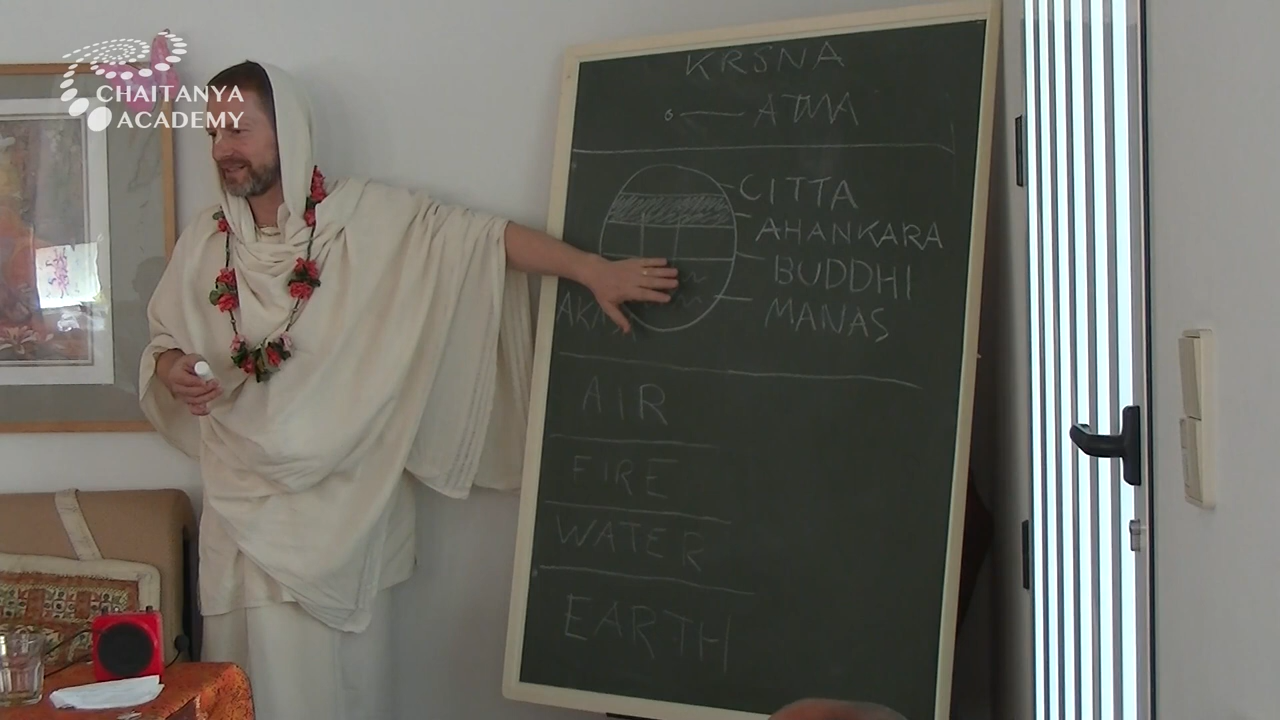 CHAITANYA
ACADEMY
KRSNA
ATMA
CITTA
AHANKARA
BUDDHI
MANAS
AIR
FIRE
WATER
EARTH